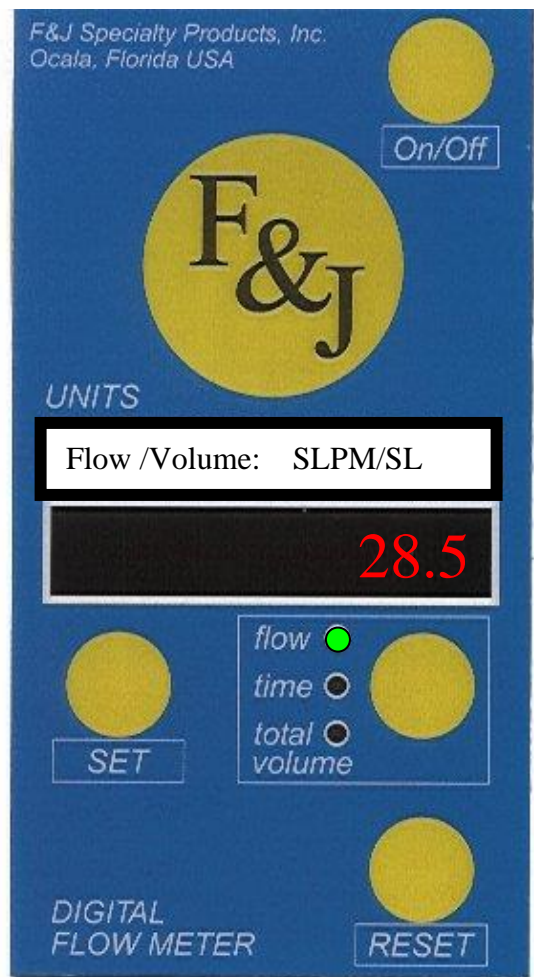 F&J Specialty Products, Inc.
Ocala, Florida USA
On/Off
F&J
UNITS
Flow /Volume: SLPM/SL
28.5
flow
time
total
volume
SET
DIGITAL
FLOW METER
RESET